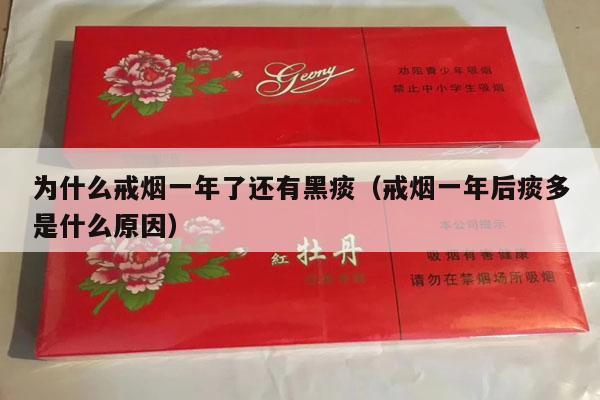 Geony
劝阻青少年吸烟
禁止中小学生吸烟
为什么戒烟一年了还有黑痰（戒烟一年后痰多
是什么原因）
本公司提示
紅 牡丹
吸烟有害健康
请勿在禁烟场所吸烟